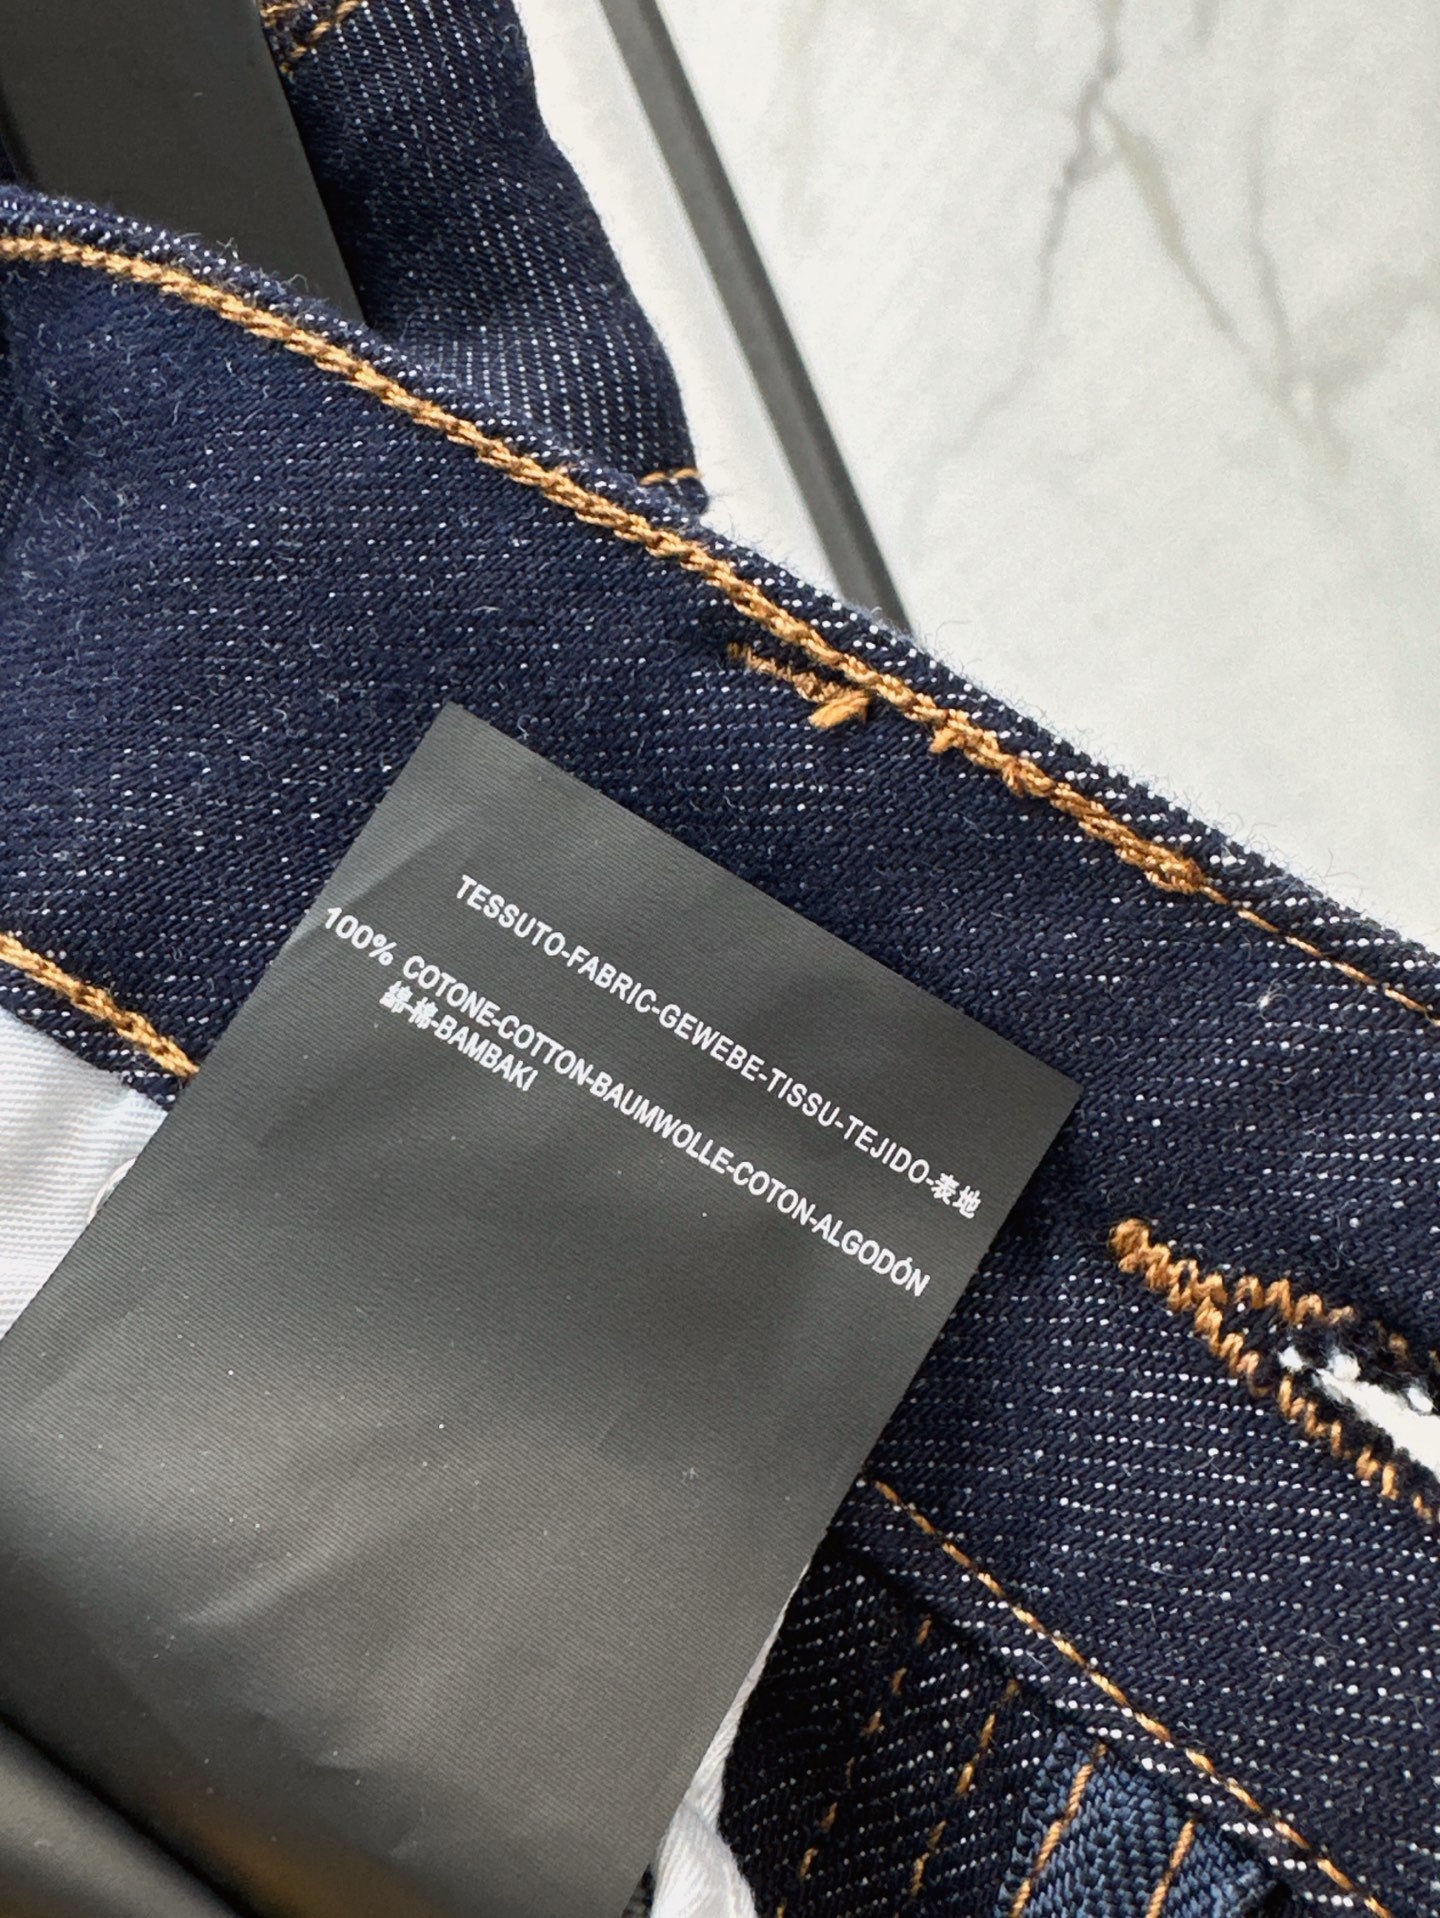 TESSUTO-FABRIC-GEWEBE-TISSU-TEJIDO-表地
100% COTONE-COTTON-BAUMWOLLE-COTON-ALGODÓN
綿-棉-BAMBAKI